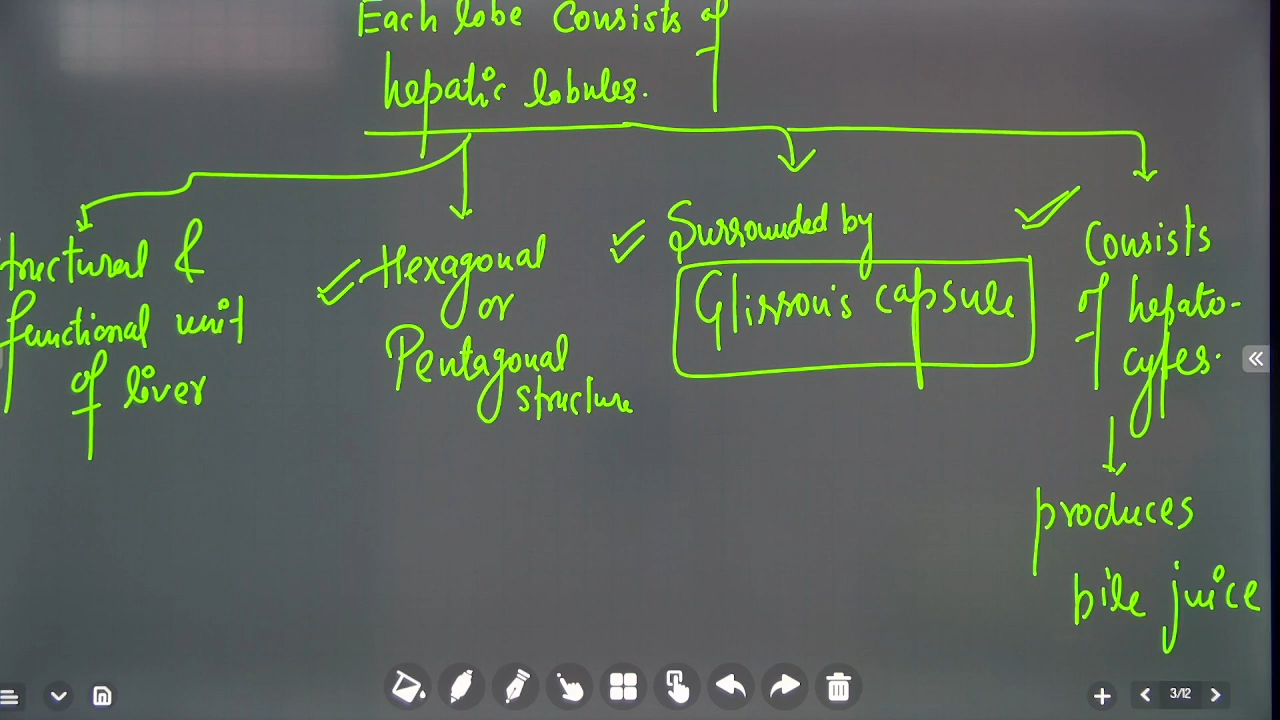 Each lobe consists of
hepatic lobules.
tructural &
functional unit
of liver
Hexagonal
or
Pentagonal
structure
Surrounded by
Glisson's capsule
Consists
of hepato-
cytes.
produces
bile juice
3/12